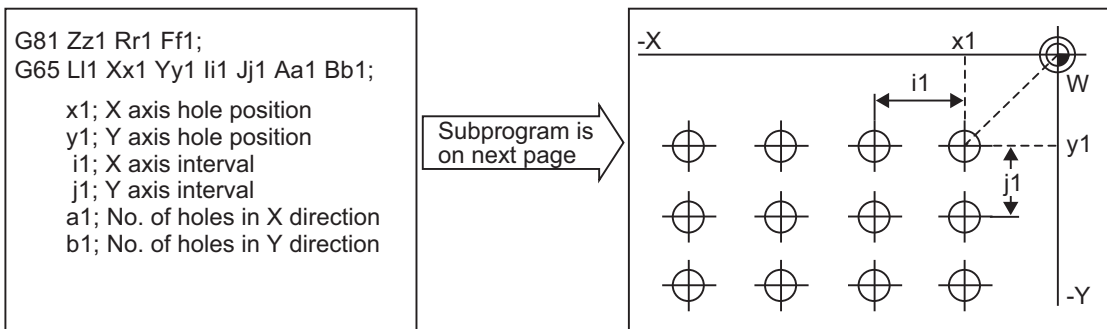 G81 Zz1 Rr1 Ff1;
G65 Ll1 Xx1 Yy1 Ii1 Jj1 Aa1 Bb1;
x1; X axis hole position
y1; Y axis hole position
i1; X axis interval
j1; Y axis interval
a1; No. of holes in X direction
b1; No. of holes in Y direction
Subprogram is
on next page
-X
x1
W
i1
y1
j1
-Y